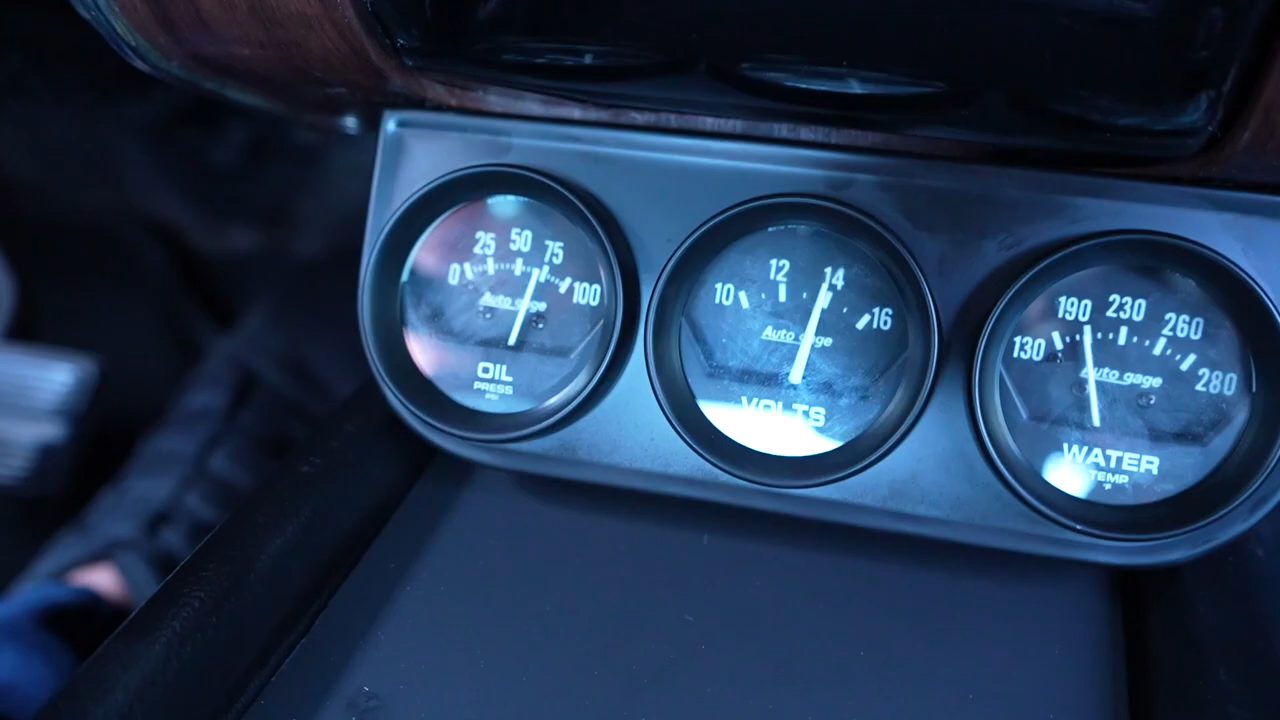 0 25 50 75 100
Auto gage
OIL
PRESS
PSI
10 12 14 16
Auto gage
VOLTS
130 190 230 260 280
Auto gage
WATER
TEMP
°F